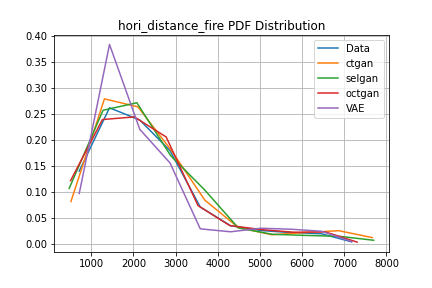 hori_distance_fire PDF Distribution
0.40
0.35
0.30
0.25
0.20
0.15
0.10
0.05
0.00
Data
ctgan
selgan
octgan
VAE
1000 2000 3000 4000 5000 6000 7000 8000